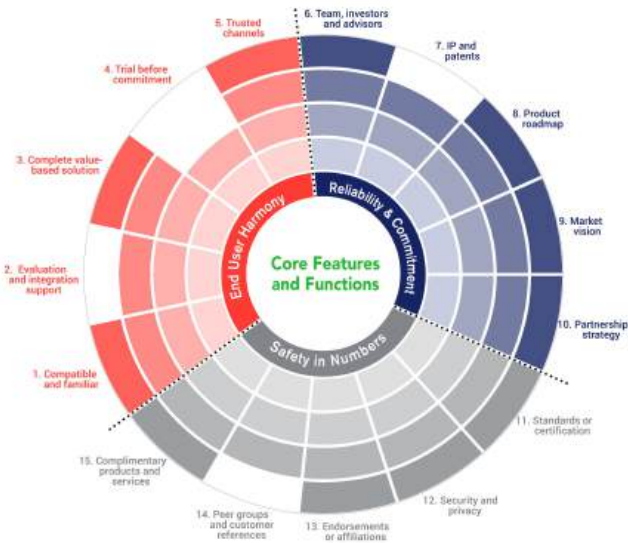 5. Trusted
channels
6. Team, investors
and advisors
7. IP and
patents
4. Trial before
commitment
8. Product
roadmap
3. Complete value-
based solution
9. Market
vision
2. Evaluation
and integration
support
10. Partnership
strategy
1. Compatible
and familiar
11. Standards or
certification
15. Complimentary
products and
services
12. Security and
privacy
14. Peer groups
and customer
references
13. Endorsements
or affiliations
End User Harmony
Reliability & Commitment
Safety in Numbers
Core Features
and Functions